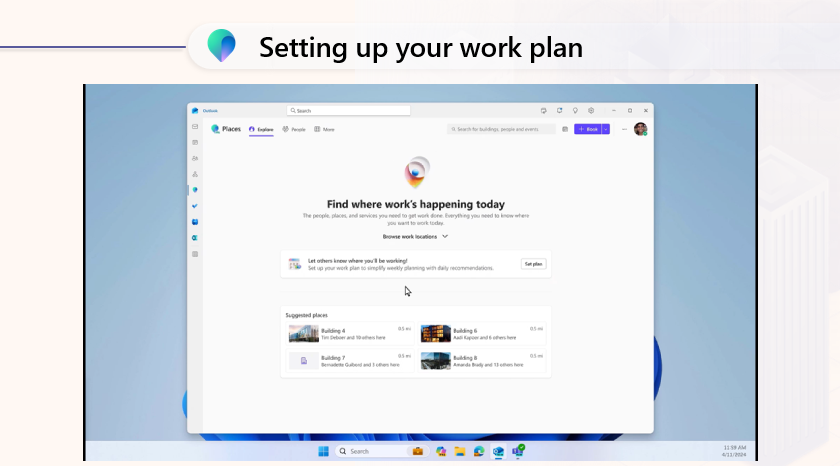 Setting up your work plan
Outlook
Search
Places
Explore
People
More
Search for buildings, people and events
+ Book
Find where work's happening today
The people, places, and services you need to get work done. Everything you need to know where
you want to work today.
Browse work locations
Let others know where you'll be working!
Set up your work plan to simplify weekly planning with daily recommendations.
Set plan
Suggested places
Building 4
0.5 mi
Tim Deboer and 10 others here
Building 6
0.5 mi
Aadi Kapoor and 6 others here
Building 7
0.5 mi
Bernadette Guibord and 3 others here
Building 8
0.5 mi
Amanda Brady and 13 others here
Search
11:59 AM
4/11/2024